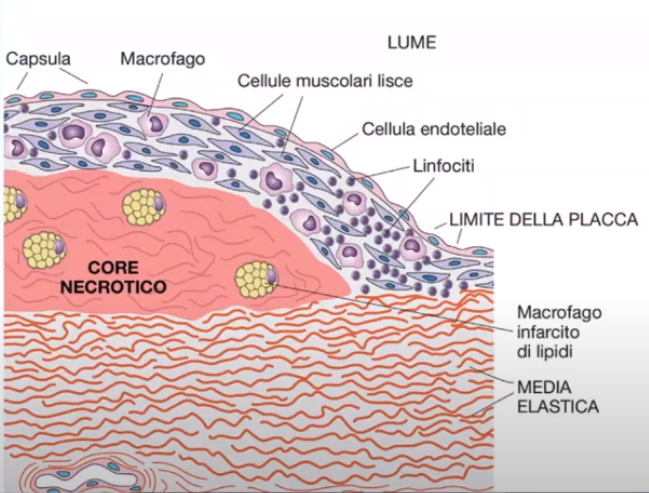 LUME
Capsula
Macrofago
Cellule muscolari lisce
Cellula endoteliale
Linfociti
LIMITE DELLA PLACCA
CORE
NECROTICO
Macrofago
infarcito
di lipidi
MEDIA
ELASTICA